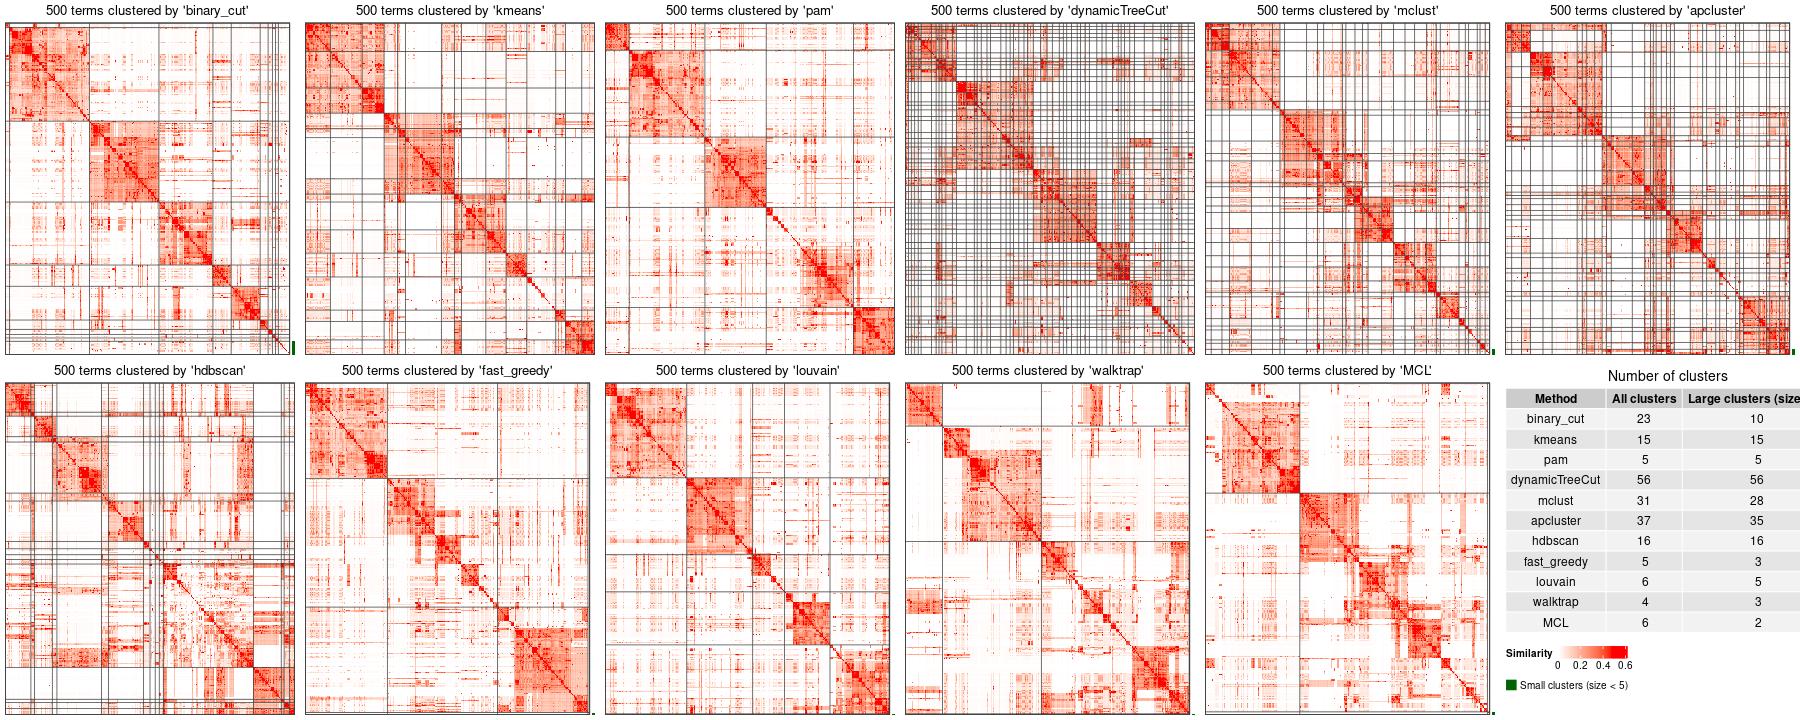 500 terms clustered by 'binary_cut'
500 terms clustered by 'kmeans'
500 terms clustered by 'pam'
500 terms clustered by 'dynamicTreeCut'
500 terms clustered by 'mclust'
500 terms clustered by 'apcluster'
500 terms clustered by 'hdbscan'
500 terms clustered by 'fast_greedy'
500 terms clustered by 'louvain'
500 terms clustered by 'walktrap'
500 terms clustered by 'MCL'
Number of clusters
Method All clusters Large clusters (size
binary_cut 23 10
kmeans 15 15
pam 5 5
dynamicTreeCut 56 56
mclust 31 28
apcluster 37 35
hdbscan 16 16
fast_greedy 5 3
louvain 6 5
walktrap 4 3
MCL 6 2
Similarity
0 0.2 0.4 0.6
Small clusters (size < 5)